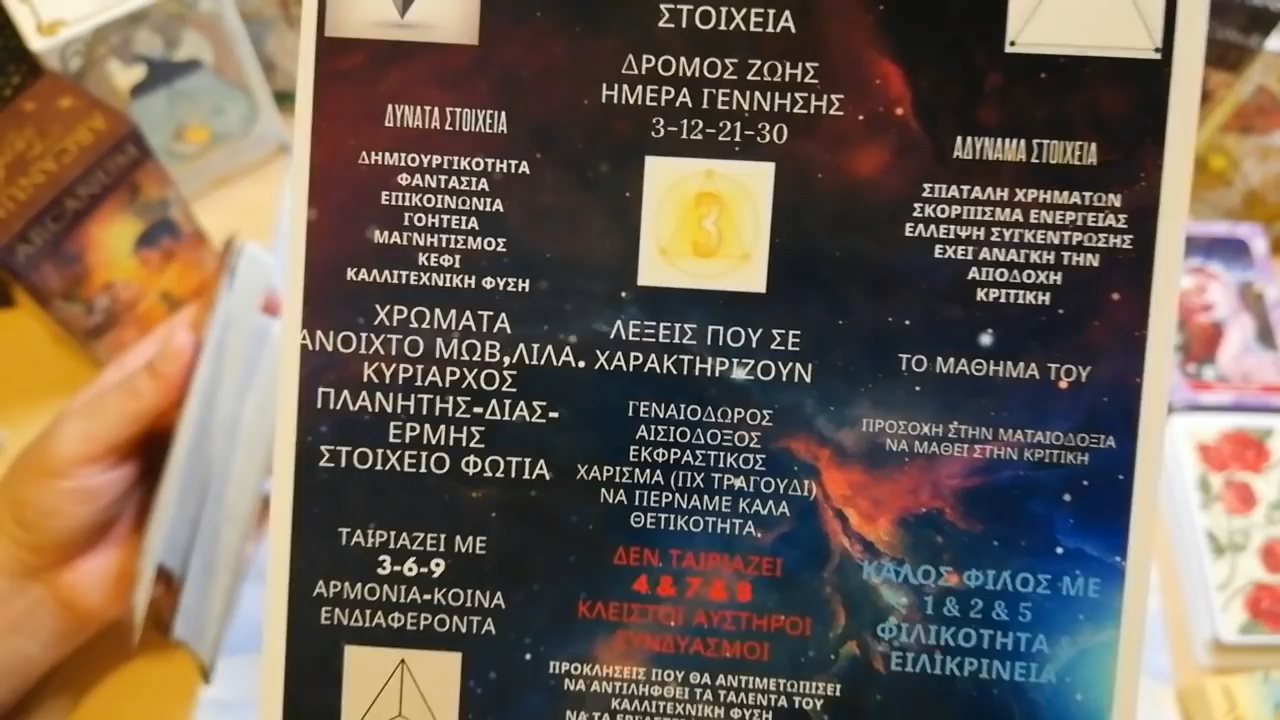 ΣΤΟΙΧΕΙΑ
ΔΡΟΜΟΣ ΖΩΗΣ
ΗΜΕΡΑ ΓΕΝΝΗΣΗΣ
3-12-21-30
3
ΔΥΝΑΤΑ ΣΤΟΙΧΕΙΑ
ΔΗΜΙΟΥΡΓΙΚΟΤΗΤΑ
ΦΑΝΤΑΣΙΑ
ΕΠΙΚΟΙΝΩΝΙΑ
ΓΟΗΤΕΙΑ
ΜΑΓΝΗΤΙΣΜΟΣ
ΚΕΦΙ
ΚΑΛΛΙΤΕΧΝΙΚΗ ΦΥΣΗ
ΑΔΥΝΑΜΑ ΣΤΟΙΧΕΙΑ
ΣΠΑΤΑΛΗ ΧΡΗΜΑΤΩΝ
ΣΚΟΡΠΙΣΜΑ ΕΝΕΡΓΕΙΑΣ
ΕΛΛΕΙΨΗ ΣΥΓΚΕΝΤΡΩΣΗΣ
ΕΧΕΙ ΑΝΑΓΚΗ ΤΗΝ
ΑΠΟΔΟΧΗ
ΚΡΙΤΙΚΗ
ΧΡΩΜΑΤΑ
ΑΝΟΙΧΤΟ ΜΩΒ,ΛΙΛΑ.
ΚΥΡΙΑΡΧΟΣ
ΠΛΑΝΗΤΗΣ-ΔΙΑΣ-
ΕΡΜΗΣ
ΣΤΟΙΧΕΙΟ ΦΩΤΙΑ
ΛΕΞΕΙΣ ΠΟΥ ΣΕ
ΧΑΡΑΚΤΗΡΙΖΟΥΝ
ΓΕΝΑΙΟΔΩΡΟΣ
ΑΙΣΙΟΔΟΞΟΣ
ΕΚΦΡΑΣΤΙΚΟΣ
ΧΑΡΙΣΜΑ (ΠΧ ΤΡΑΓΟΥΔΙ)
ΝΑ ΠΕΡΝΑΜΕ ΚΑΛΑ
ΘΕΤΙΚΟΤΗΤΑ.
ΤΟ ΜΑΘΗΜΑ ΤΟΥ
ΠΡΟΣΟΧΗ ΣΤΗΝ ΜΑΤΑΙΟΔΟΞΙΑ
ΝΑ ΜΑΘΕΙ ΣΤΗΝ ΚΡΙΤΙΚΗ
ΤΑΙΡΙΑΖΕΙ ΜΕ
3-6-9
ΑΡΜΟΝΙΑ-ΚΟΙΝΑ
ΕΝΔΙΑΦΕΡΟΝΤΑ
ΔΕΝ ΤΑΙΡΙΑΖΕΙ
4 & 7 & 8
ΚΛΕΙΣΤΟΙ ΑΥΣΤΗΡΟΙ
ΣΥΝΔΥΑΣΜΟΙ
ΚΑΛΟΣ ΦΙΛΟΣ ΜΕ
1 & 2 & 5
ΦΙΛΙΚΟΤΗΤΑ
ΕΙΛΙΚΡΙΝΕΙΑ
ΠΡΟΚΛΗΣΕΙΣ ΠΟΥ ΘΑ ΑΝΤΙΜΕΤΩΠΙΣΕΙ
ΝΑ ΑΝΤΙΛΗΦΘΕΙ ΤΑ ΤΑΛΕΝΤΑ ΤΟΥ
ΚΑΛΛΙΤΕΧΝΙΚΗ ΦΥΣΗ
ARCANUM